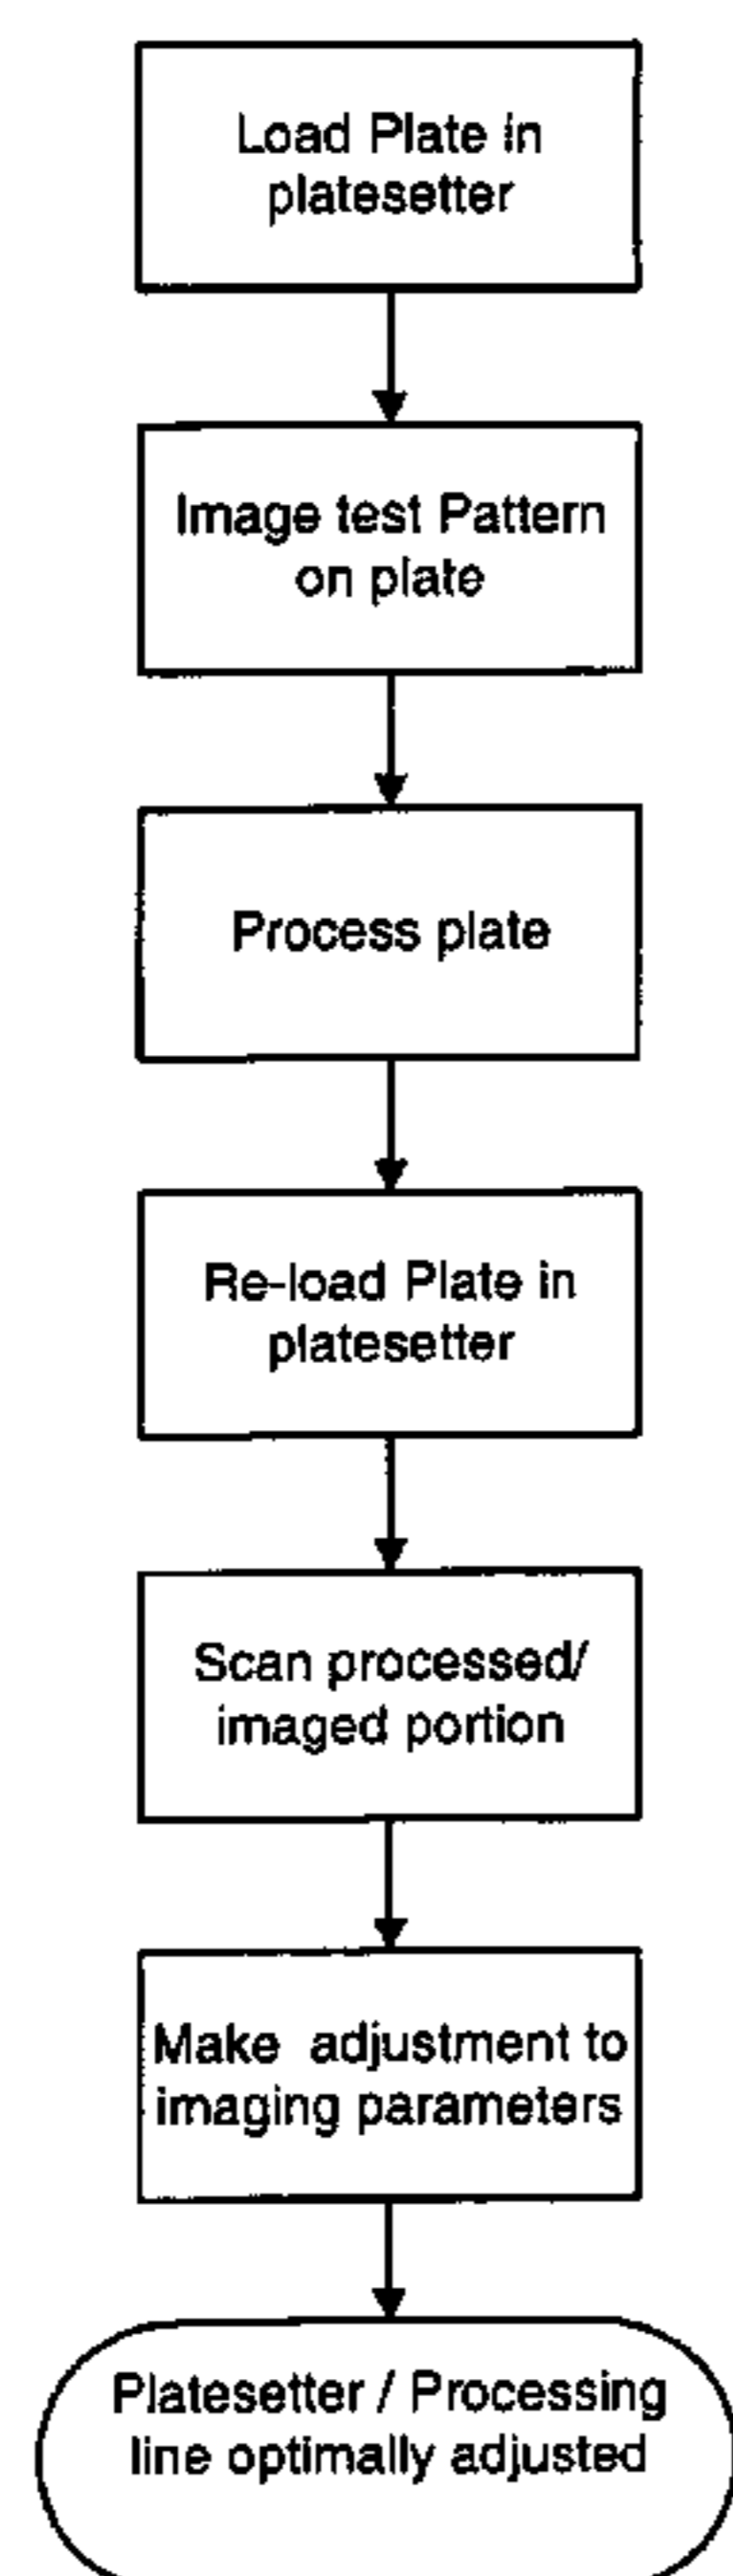 Load Plate in
platesetter
Image test Pattern
on plate
Process plate
Re-load Plate in
platesetter
Scan processed/
imaged portion
Make adjustment to
imaging parameters
Platesetter / Processing
line optimally adjusted